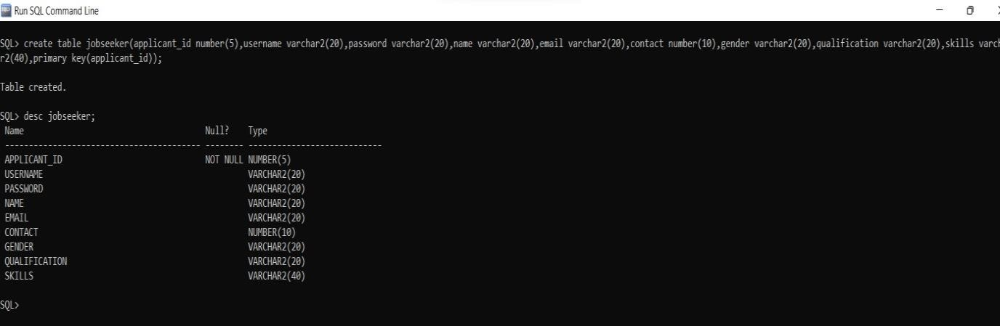 Run SQL Command Line
SQL> create table jobseeker(applicant_id number(5),username varchar2(20),password varchar2(20),name varchar2(20),email varchar2(20),contact number(10),gender varchar2(20),qualification varchar2(20),skills varch
r2(40),primary key(applicant_id));
Table created.
SQL> desc jobseeker;
Name Null? Type
----------------------------------------- -------- ----------------------------
APPLICANT_ID NOT NULL NUMBER(5)
USERNAME VARCHAR2(20)
PASSWORD VARCHAR2(20)
NAME VARCHAR2(20)
EMAIL VARCHAR2(20)
CONTACT NUMBER(10)
GENDER VARCHAR2(20)
QUALIFICATION VARCHAR2(20)
SKILLS VARCHAR2(40)
SQL>